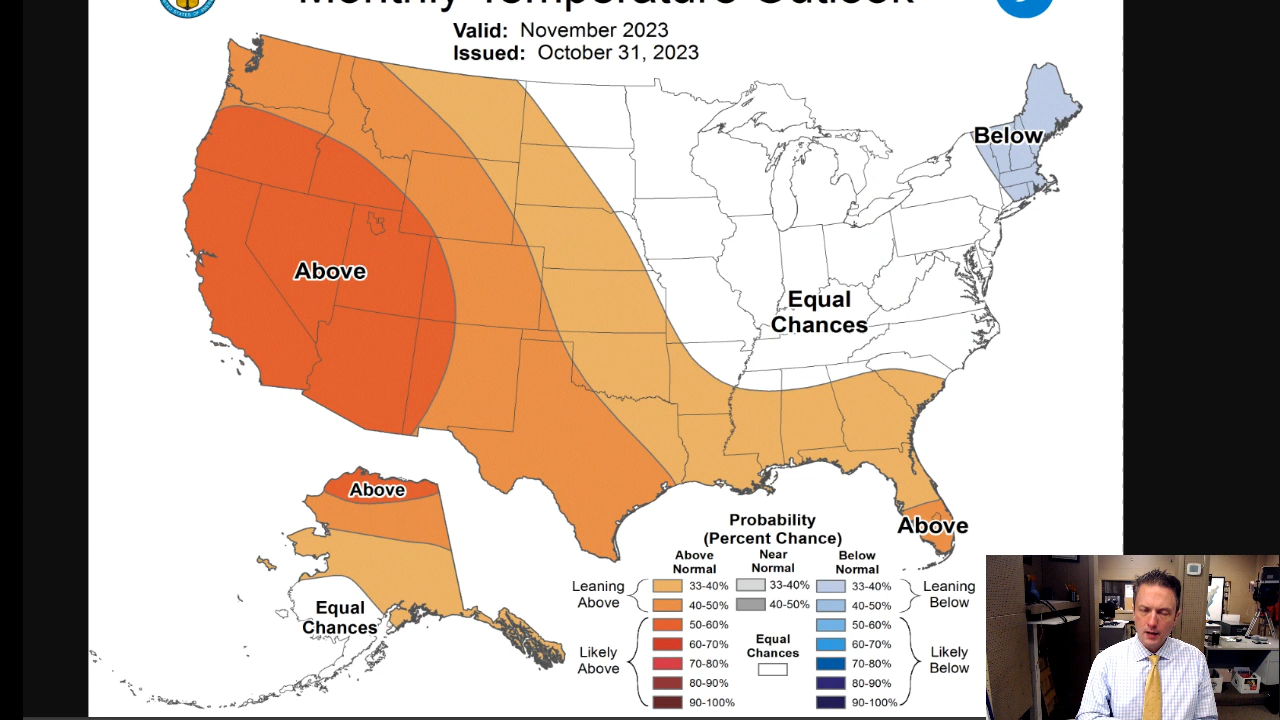 Monthly Temperature Outlook
Valid: November 2023
Issued: October 31, 2023
Below
Above
Equal
Chances
Above
Above
Equal
Chances
Probability
(Percent Chance)
Above
Normal
Near
Normal
Below
Normal
Leaning
Above
33-40%
33-40%
33-40%
Leaning
Below
40-50%
40-50%
40-50%
50-60%
50-60%
Likely
Above
60-70%
Equal
Chances
60-70%
Likely
Below
70-80%
70-80%
80-90%
80-90%
90-100%
90-100%